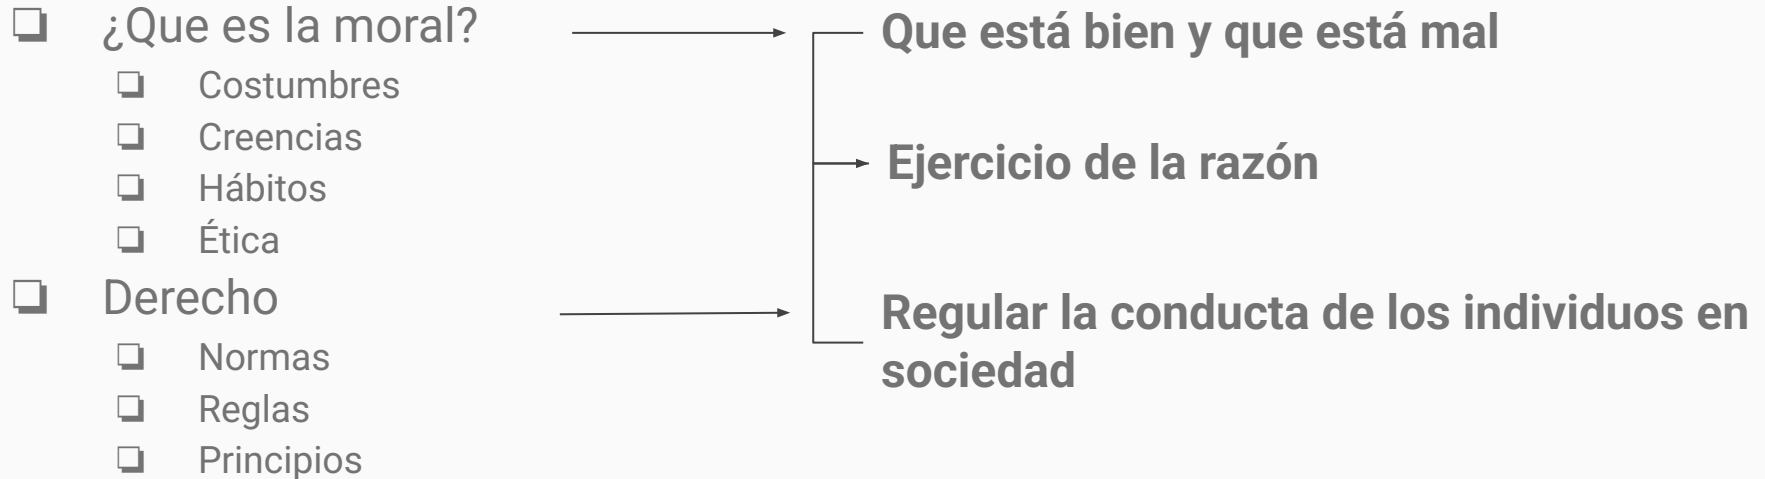 ¿Que es la moral?
Costumbres
Creencias
Hábitos
Ética
Derecho
Normas
Reglas
Principios
Que está bien y que está mal
Ejercicio de la razón
Regular la conducta de los individuos en
sociedad